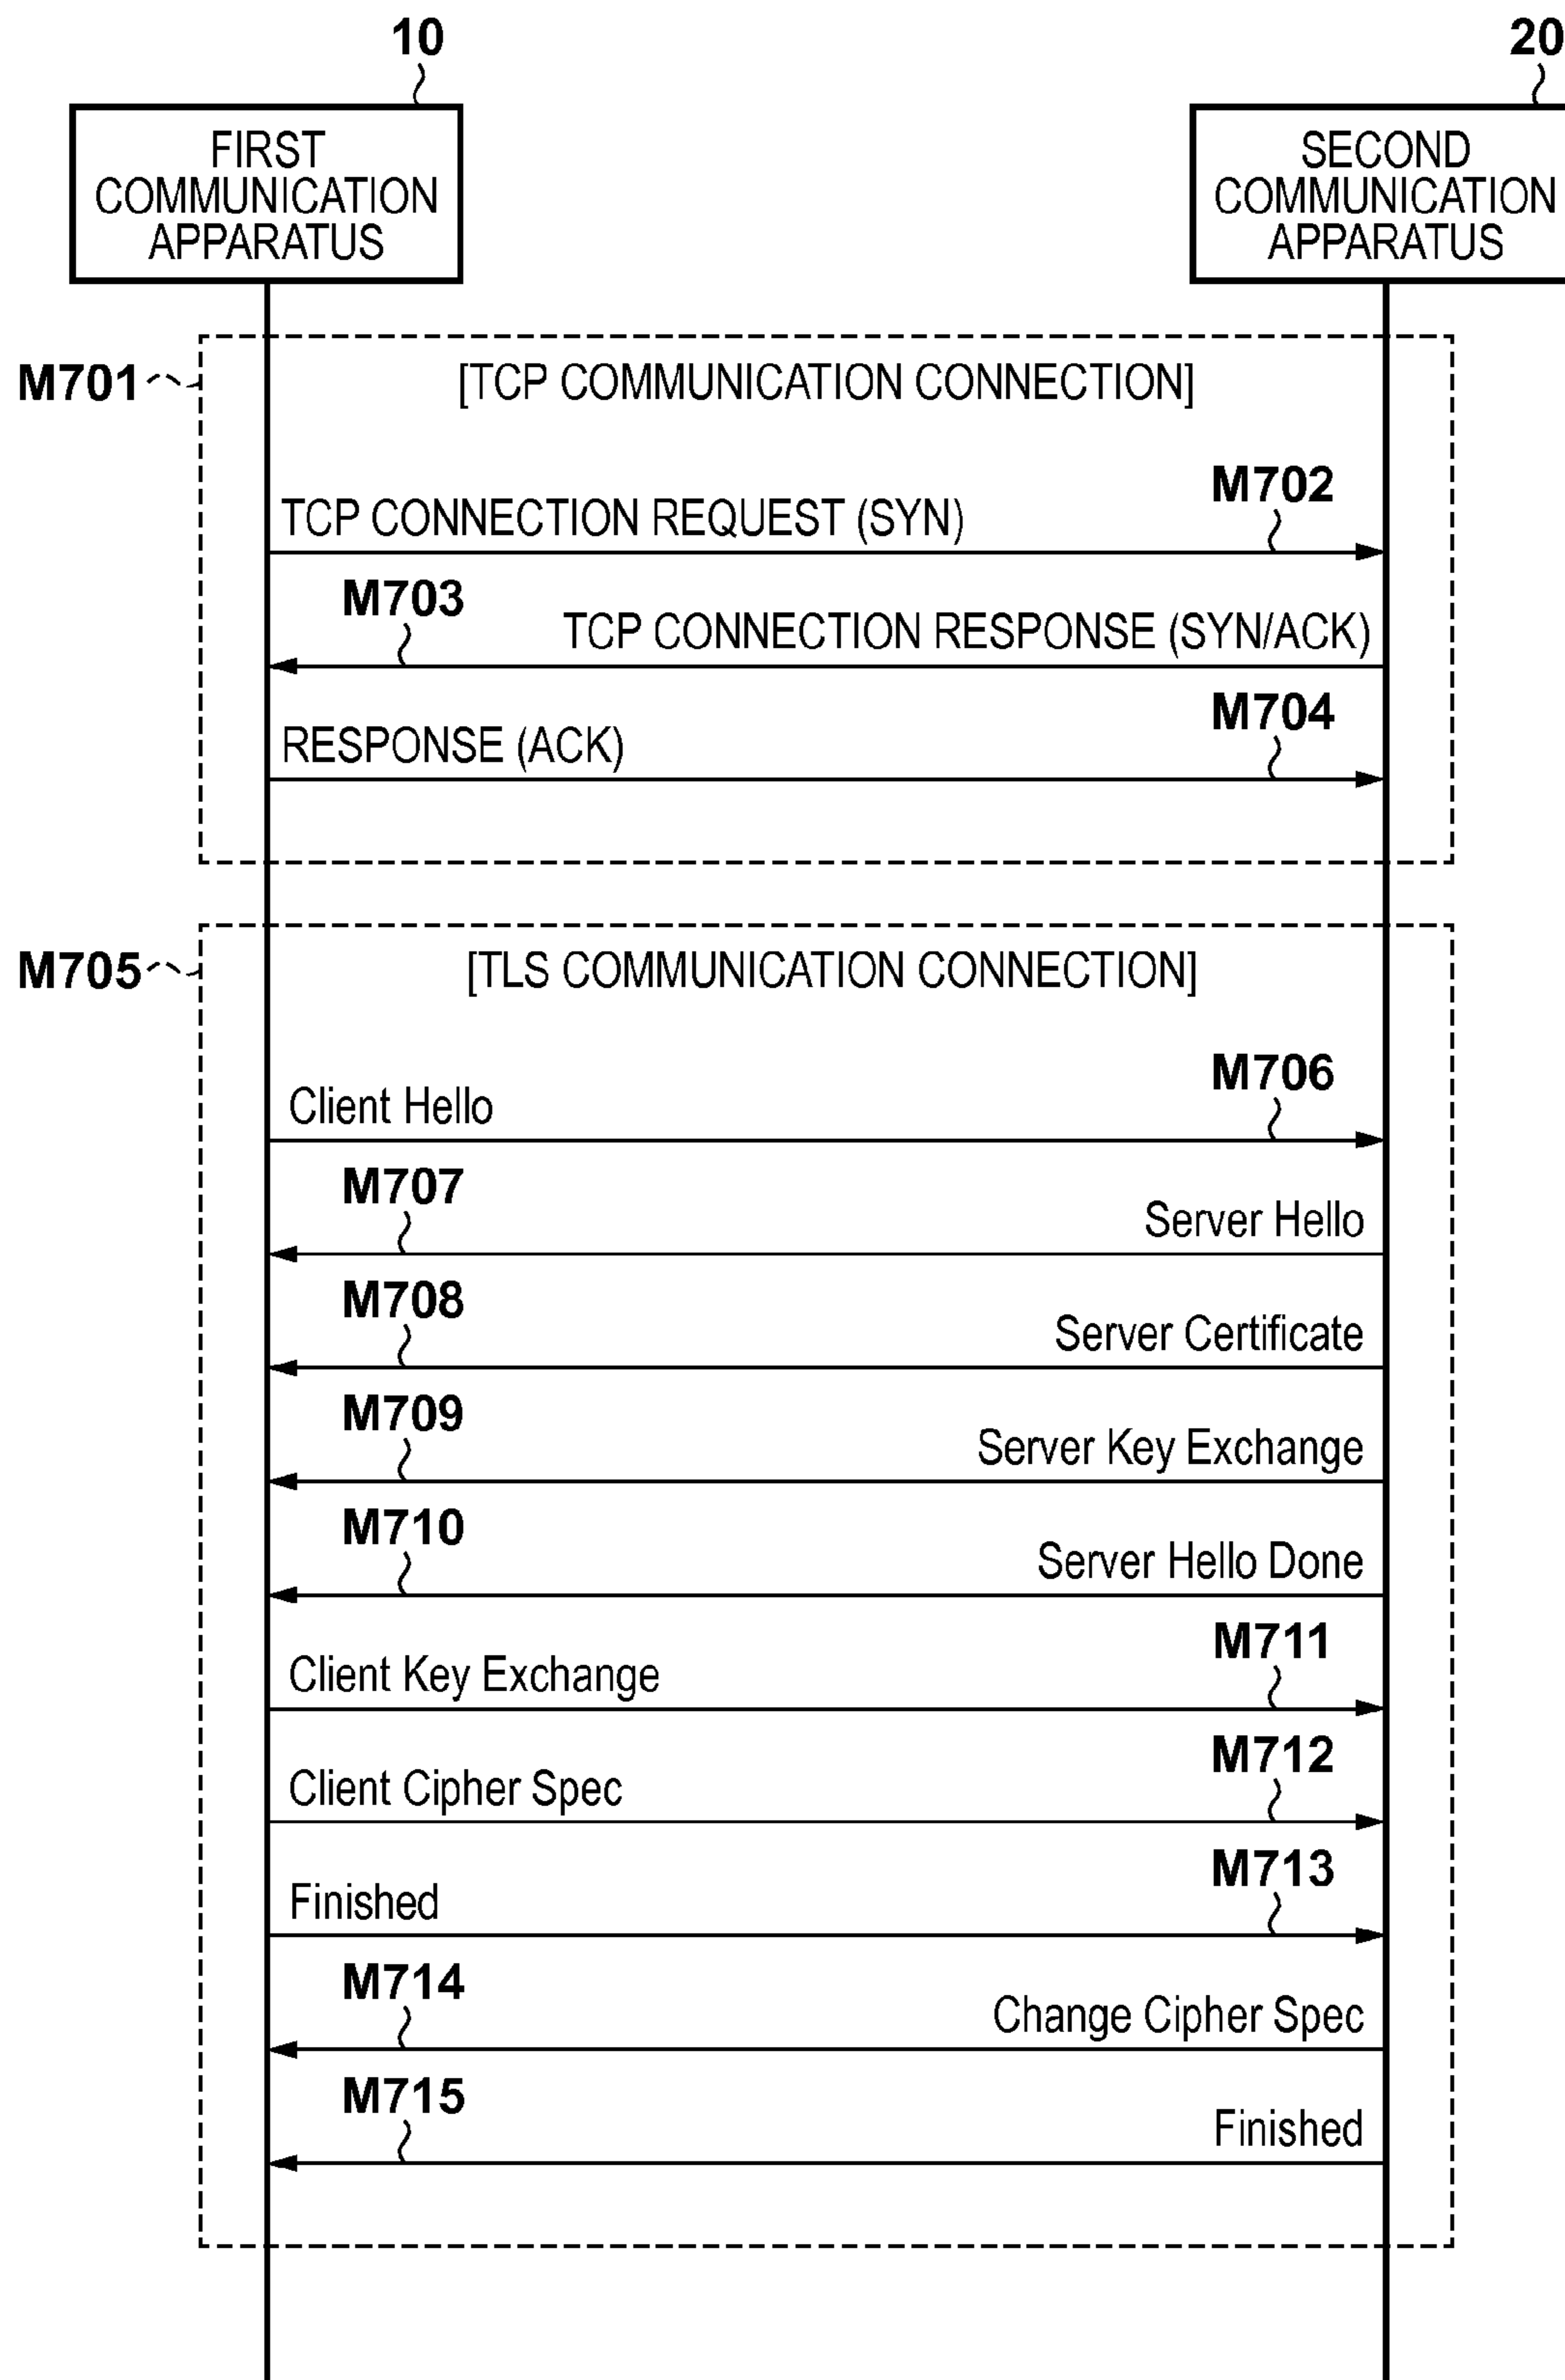 10
20
FIRST
COMMUNICATION
APPARATUS
SECOND
COMMUNICATION
APPARATUS
M701
[TCP COMMUNICATION CONNECTION]
M702
TCP CONNECTION REQUEST (SYN)
M703
TCP CONNECTION RESPONSE (SYN/ACK)
M704
RESPONSE (ACK)
M705
[TLS COMMUNICATION CONNECTION]
M706
Client Hello
M707
Server Hello
M708
Server Certificate
M709
Server Key Exchange
M710
Server Hello Done
M711
Client Key Exchange
M712
Client Cipher Spec
M713
Finished
M714
Change Cipher Spec
M715
Finished